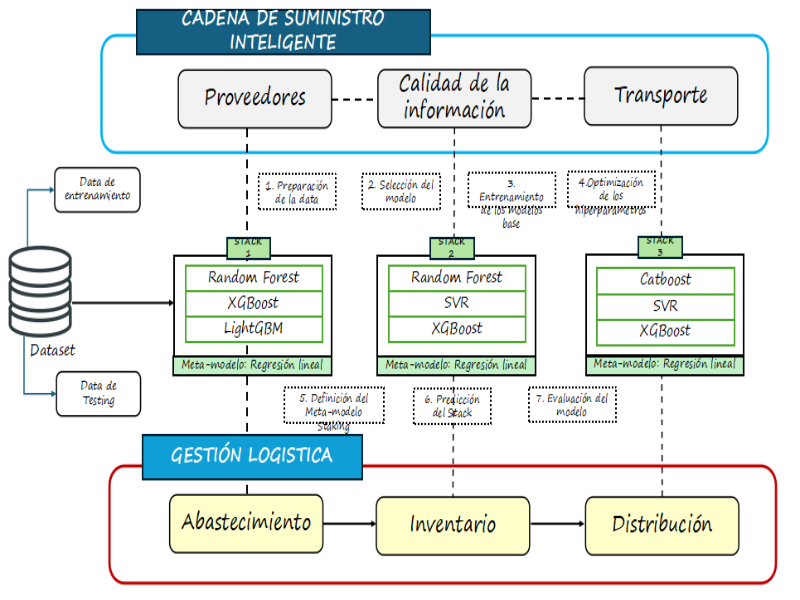 CADENA DE SUMINISTRO
INTELIGENTE
Proveedores
Calidad de la
información
Transporte
Data de
entrenamiento
1. Preparación
de la data
2. Selección del
modelo
3.
Entrenamiento
de los modelos
base
4.Optimización
de los
hiperparámetros
Dataset
STACK
1
Random Forest
XGBoost
LightGBM
Meta-modelo: Regresión lineal
STACK
2
Random Forest
SVR
XGBoost
Meta-modelo: Regresión lineal
STACK
3
Catboost
SVR
XGBoost
Meta-modelo: Regresión lineal
Data de
Testing
5. Definición del
Meta-modelo
Staking
6. Predicción
del Stack
7. Evaluación del
modelo
GESTIÓN LOGISTICA
Abastecimiento
Inventario
Distribución